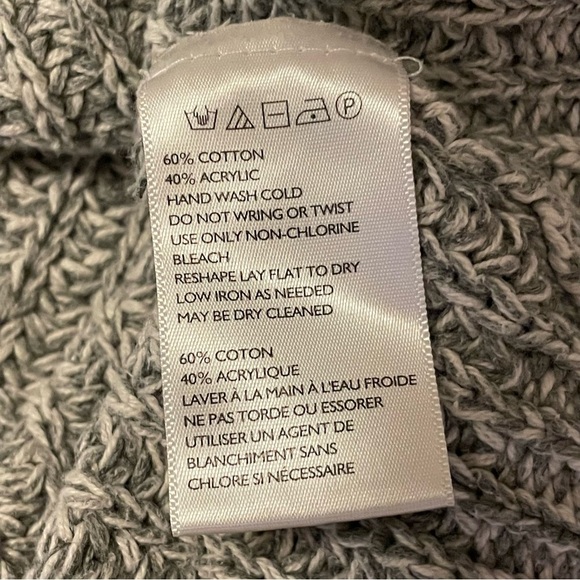 P
60% COTTON
40% ACRYLIC
HAND WASH COLD
DO NOT WRING OR TWIST
USE ONLY NON-CHLORINE
BLEACH
RESHAPE LAY FLAT TO DRY
LOW IRON AS NEEDED
MAY BE DRY CLEANED
60% COTON
40% ACRYLIQUE
LAVER À LA MAIN À L'EAU FROIDE
NE PAS TORDE OU ESSORER
UTILISER UN AGENT DE
BLANCHIMENT SANS
CHLORE SI NÉCESSAIRE